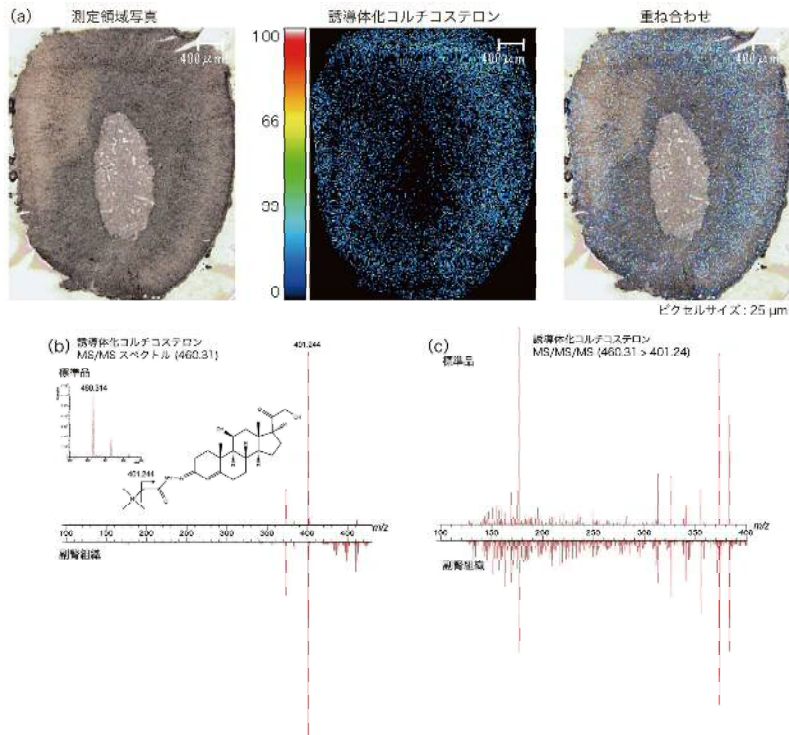 (a)
測定領域写真
誘導体化コルチコステロン
重ね合わせ
400 μm
100
66
33
0
400 μm
400 μm
ピクセルサイズ : 25 μm
(b) 誘導体化コルチコステロン
MS/MS スペクトル (460.31)
標準品
460.314
401.244
401.244
100 150 200 250 300 350 400 450 m/z
副腎組織
(c) 誘導体化コルチコステロン
MS/MS/MS (460.31 > 401.24)
標準品
100 150 200 250 300 350 400
m/z
副腎組織